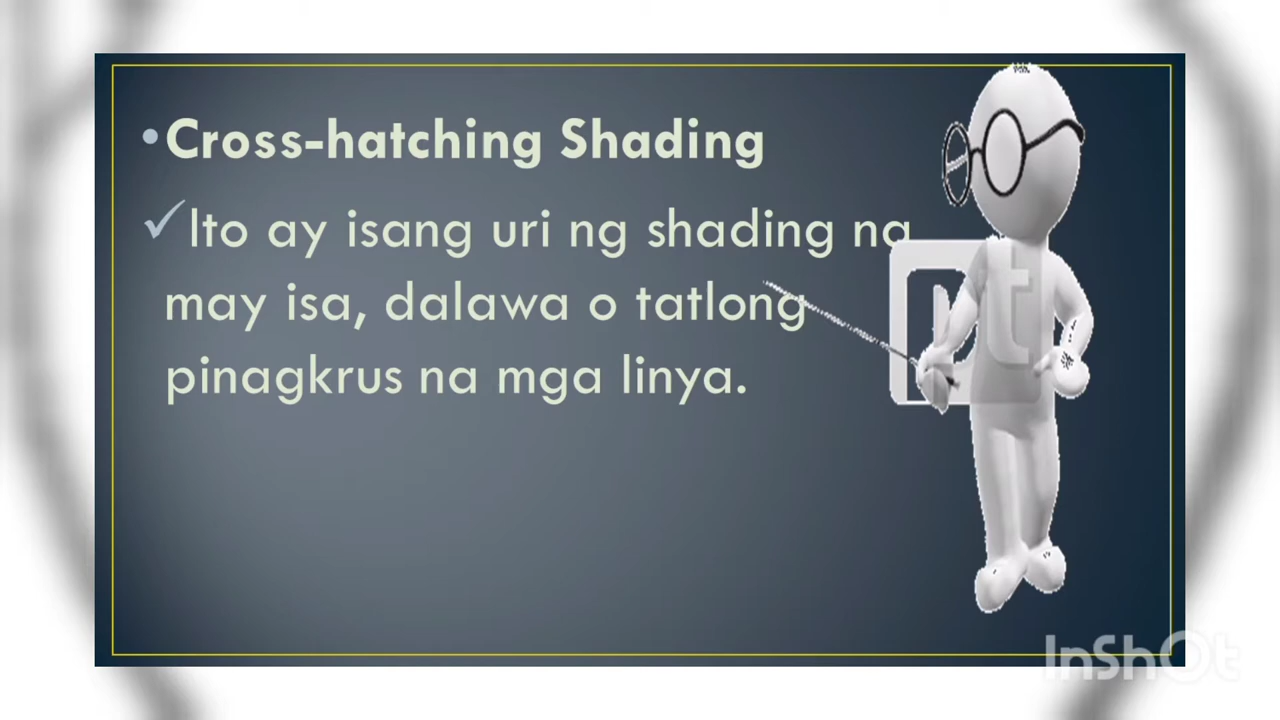 •Cross-hatching Shading
✓Ito ay isang uri ng shading na
may isa, dalawa o tatlong
pinagkrus na mga linya.
InShOt